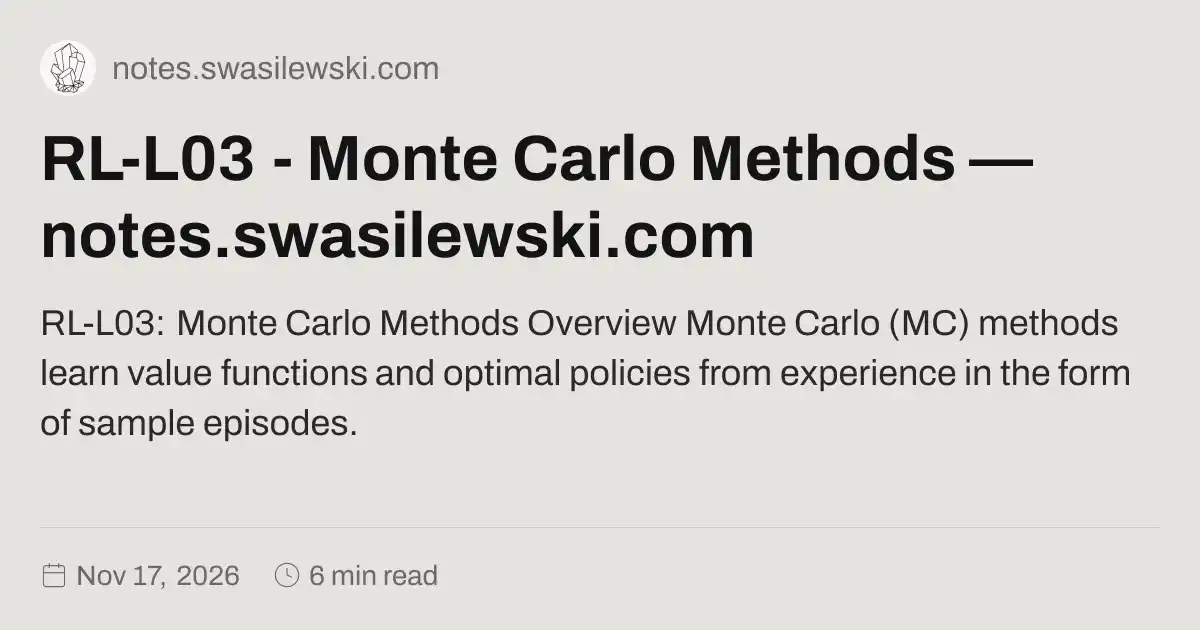 notes.swasilewski.com
RL-L03 - Monte Carlo Methods —
notes.swasilewski.com
RL-L03: Monte Carlo Methods Overview Monte Carlo (MC) methods
learn value functions and optimal policies from experience in the form
of sample episodes.
Nov 17, 2026 6 min read